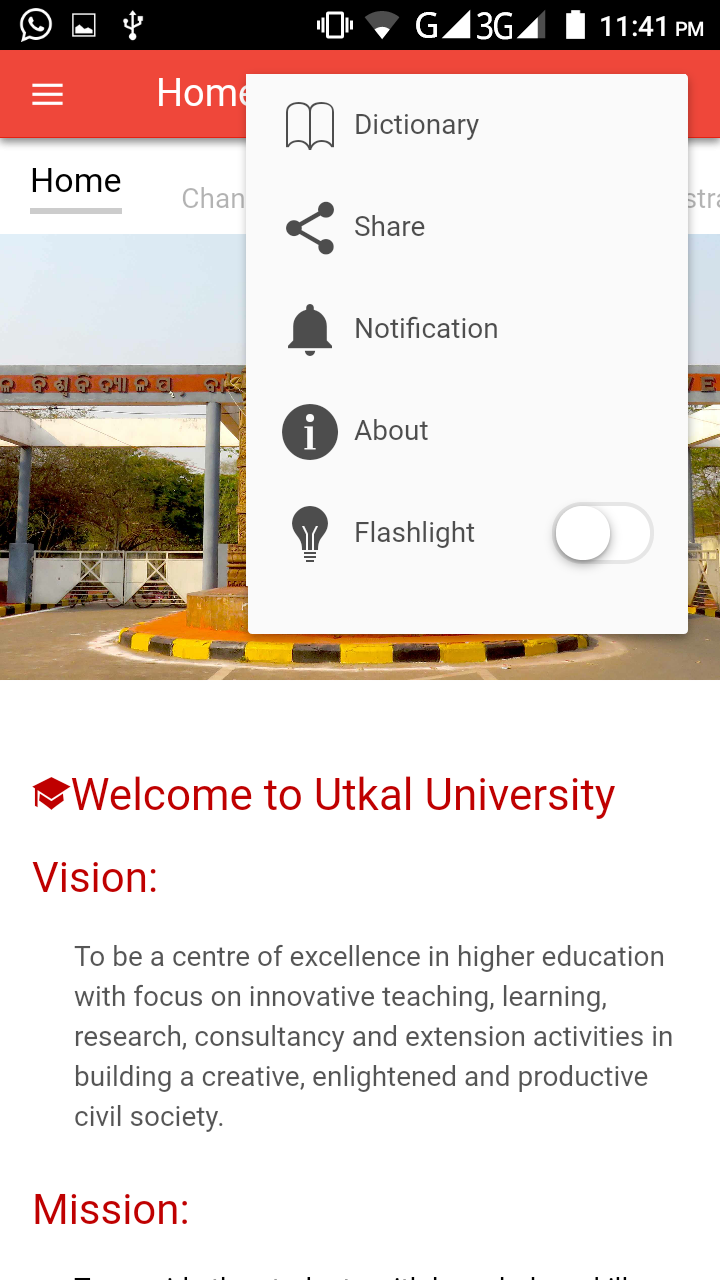 G 3G 11:41 PM
Home
Dictionary
Home
Share
Notification
ବିଶ୍ୱବିଦ୍ୟାଳୟ
About
Flashlight
Welcome to Utkal University
Vision:
To be a centre of excellence in higher education
with focus on innovative teaching, learning,
research, consultancy and extension activities in
building a creative, enlightened and productive
civil society.
Mission: